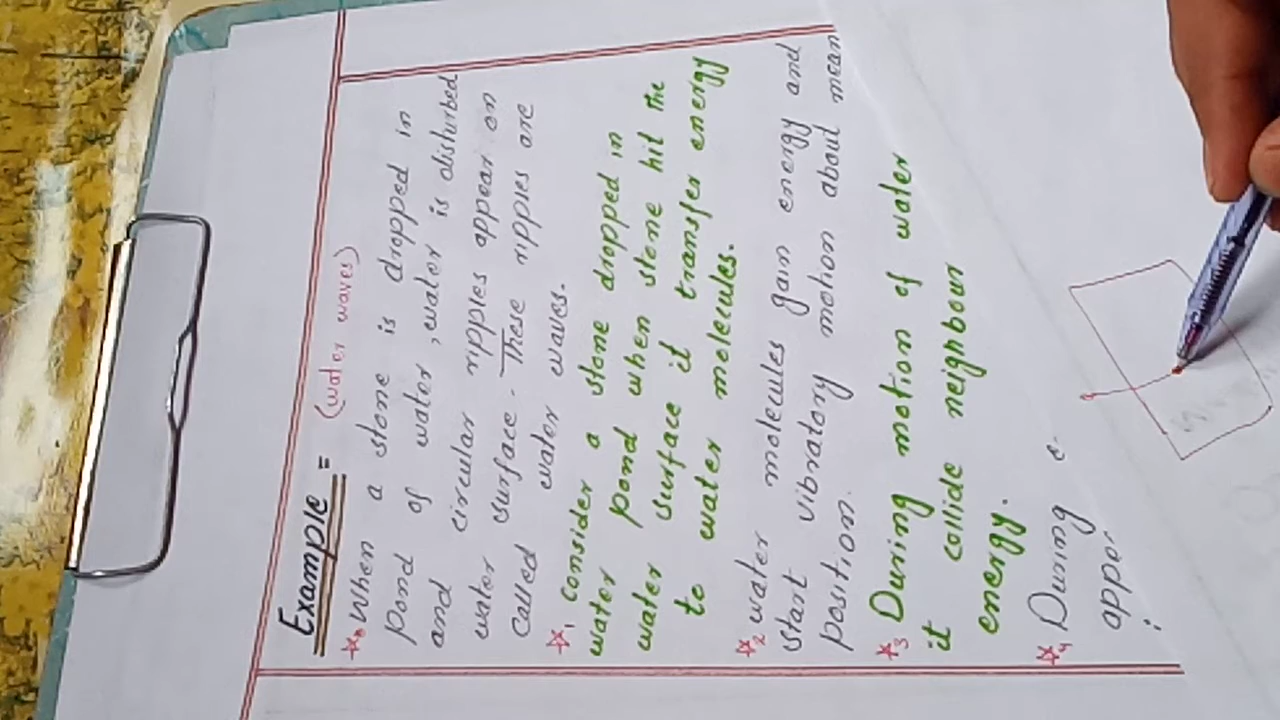 Example = (water waves)
When a stone is dropped in
pond of water, water is disturbed
and circular ripples appear on
water surface. These ripples are
called water waves.
1 consider a stone dropped in
water pond when stone hit the
water surface it transfer energy
to water molecules.
2 water molecules gain energy and
start vibratory motion about mean
position.
3 During motion of water
it collide neighbour
energy.
4 During
appe